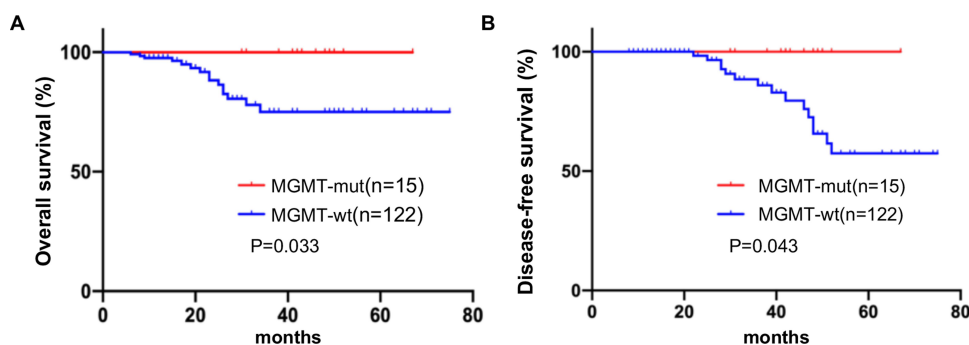 A
Overall survival (%)
100
50
0
MGMT-mut(n=15)
MGMT-wt(n=122)
P=0.033
0 20 40 60 80
months
B
Disease-free survival (%)
100
50
0
MGMT-mut(n=15)
MGMT-wt(n=122)
P=0.043
0 20 40 60 80
months